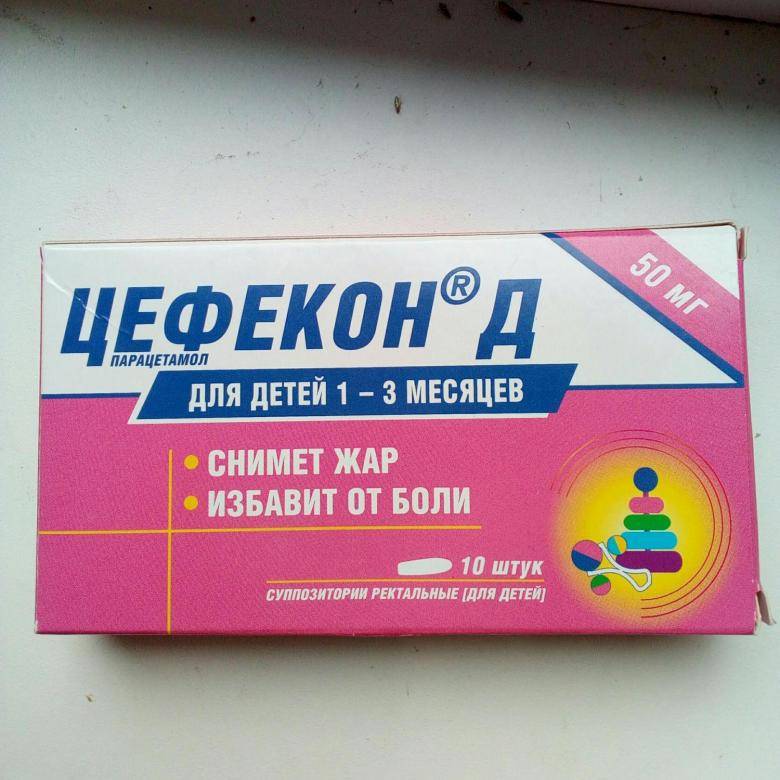 ЦЕФЕКОН® Д
50 мг
ПАРАЦЕТАМОЛ
ДЛЯ ДЕТЕЙ 1 – 3 МЕСЯЦЕВ
• СНИМЕТ ЖАР
• ИЗБАВИТ ОТ БОЛИ
10 штук
СУППОЗИТОРИИ РЕКТАЛЬНЫЕ [ДЛЯ ДЕТЕЙ]